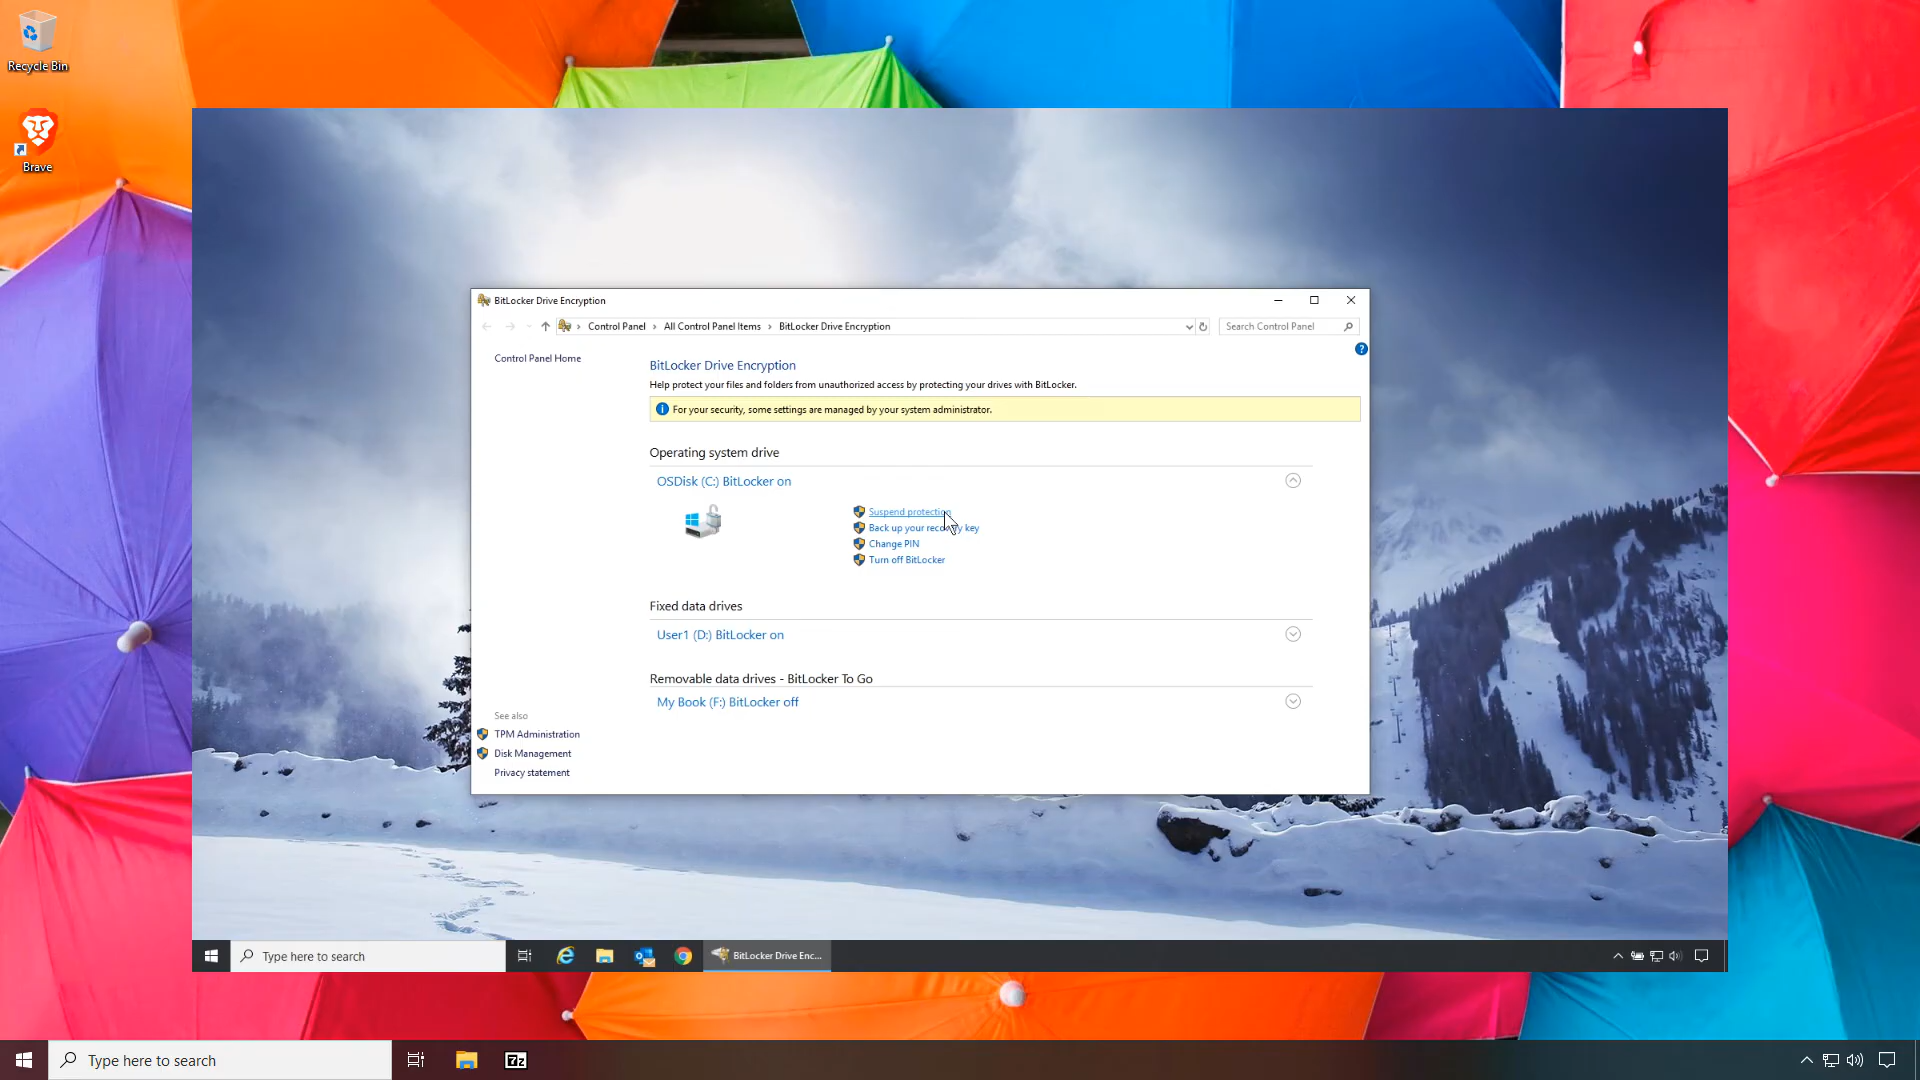 Recycle Bin
Brave
BitLocker Drive Encryption
Control Panel
All Control Panel Items
BitLocker Drive Encryption
Search Control Panel
Control Panel Home
BitLocker Drive Encryption
Help protect your files and folders from unauthorized access by protecting your drives with BitLocker.
For your security, some settings are managed by your system administrator.
Operating system drive
OSDisk (C:) BitLocker on
Suspend protection
Back up your recovery key
Change PIN
Turn off BitLocker
Fixed data drives
User1 (D:) BitLocker on
Removable data drives - BitLocker To Go
My Book (F:) BitLocker off
See also
TPM Administration
Disk Management
Privacy statement
Type here to search
BitLocker Drive Enc...
Type here to search
7z